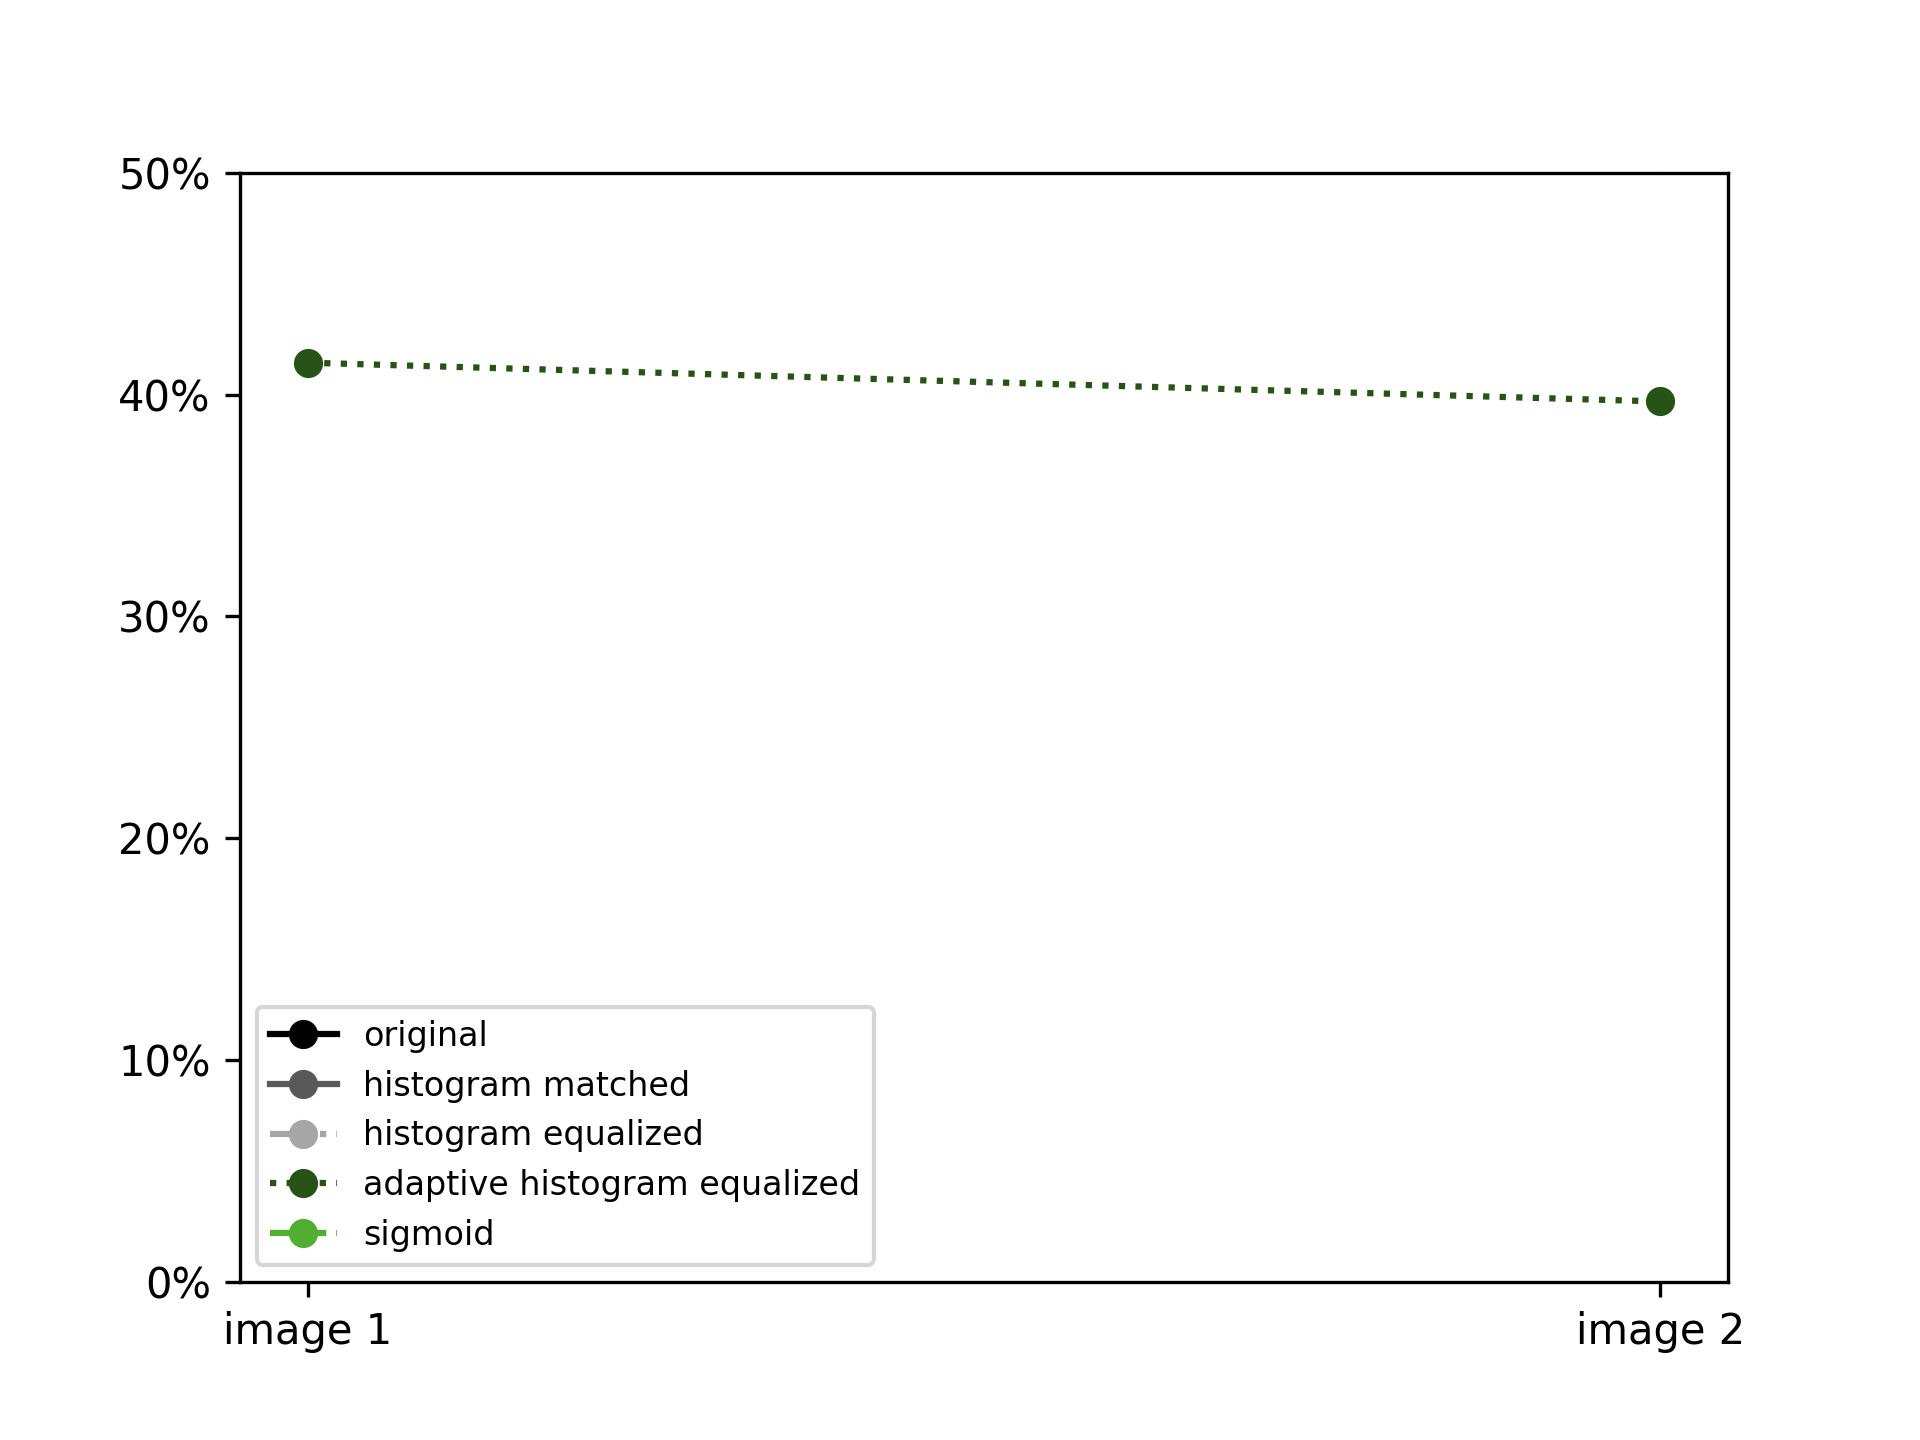 50%
40%
30%
20%
10%
0%
original
histogram matched
histogram equalized
adaptive histogram equalized
sigmoid
image 1
image 2